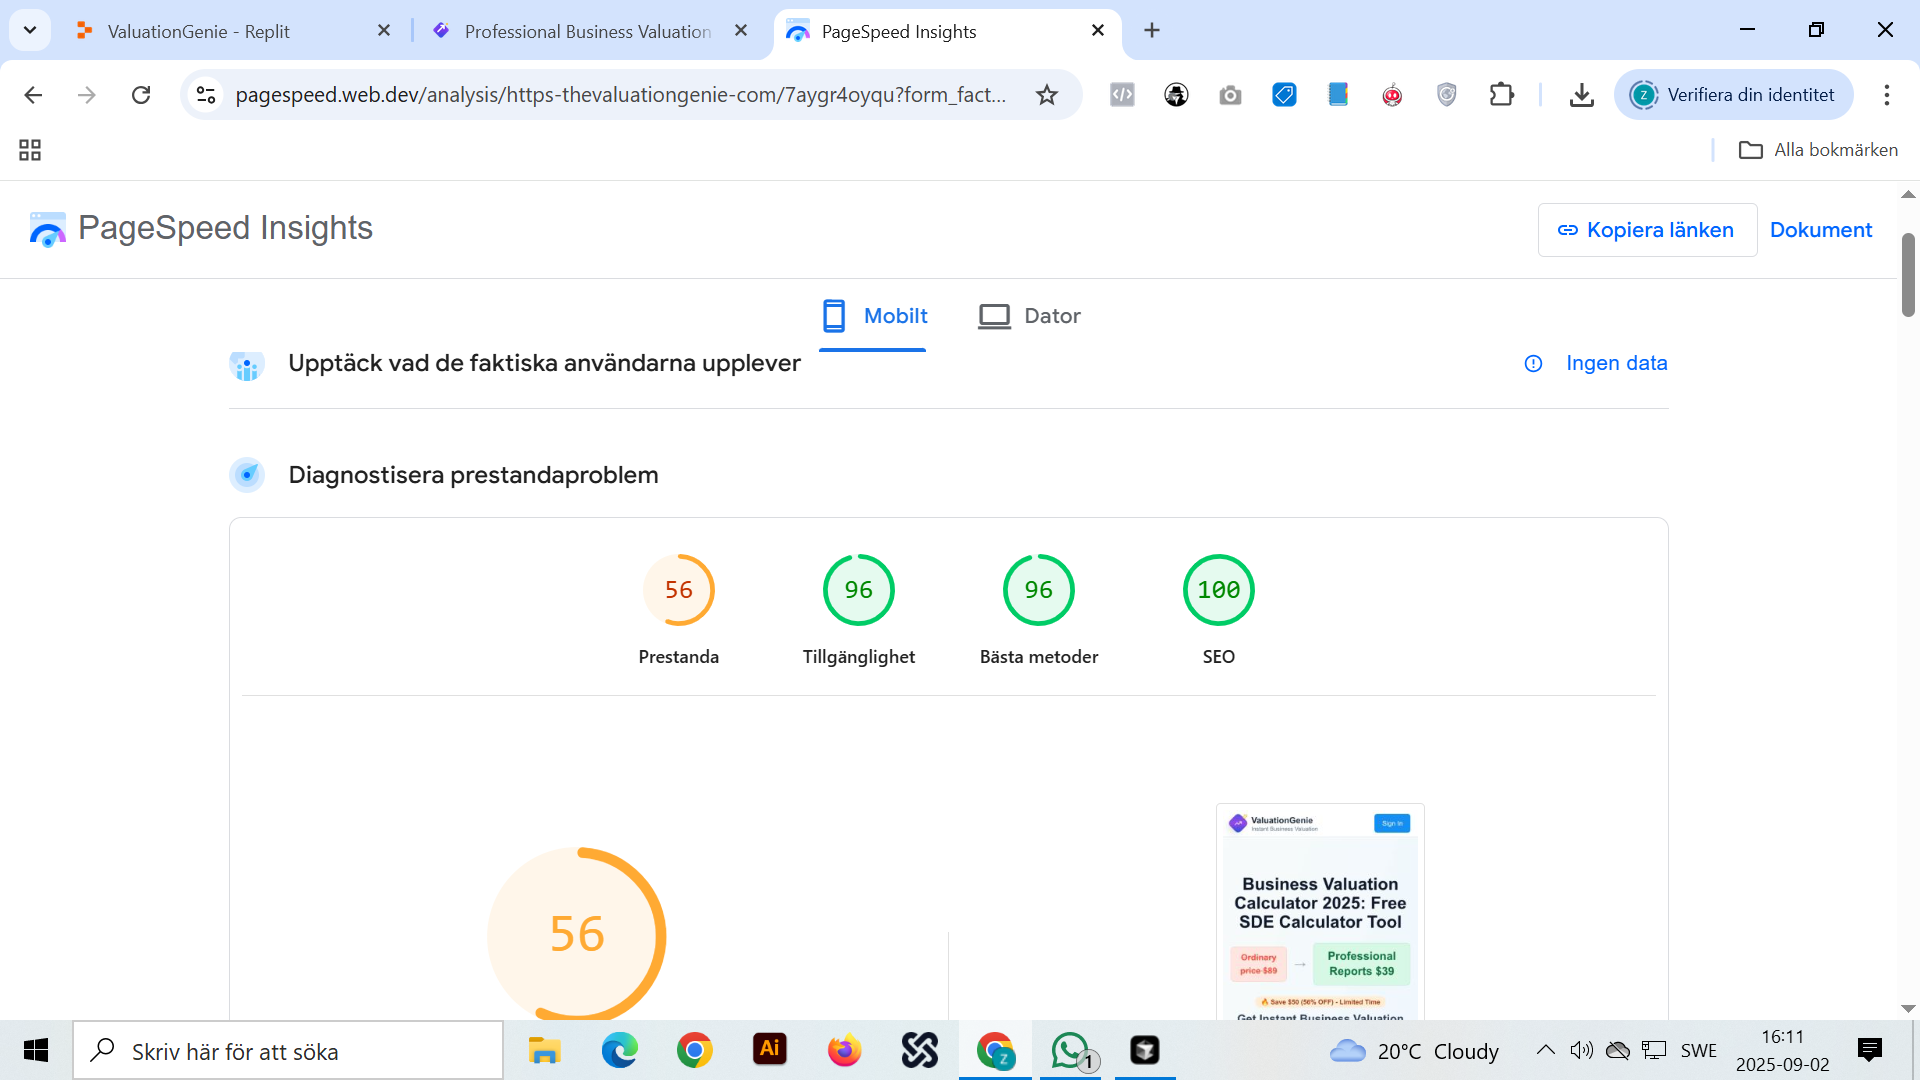 ValuationGenie - Replit
Professional Business Valuation
PageSpeed Insights
pagespeed.web.dev/analysis/https-thevaluationgenie-com/7aygr4oyqu?form_fact...
Verifiera din identitet
Alla bokmärken
PageSpeed Insights
Kopiera länken
Dokument
Mobilt
Dator
Upptäck vad de faktiska användarna upplever
Ingen data
Diagnostisera prestandaproblem
56
96
96
100
Prestanda
Tillgänglighet
Bästa metoder
SEO
56
ValuationGenie
Instant Business Valuation
Sign In
Business Valuation
Calculator 2025: Free
SDE Calculator Tool
Ordinary
price $89
→
Professional
Reports $39
🔥 Save $50 (56% OFF) - Limited Time
Get Instant Business Valuation
Skriv här för att söka
Ai
Z
1
20°C Cloudy
SWE
16:11
2025-09-02